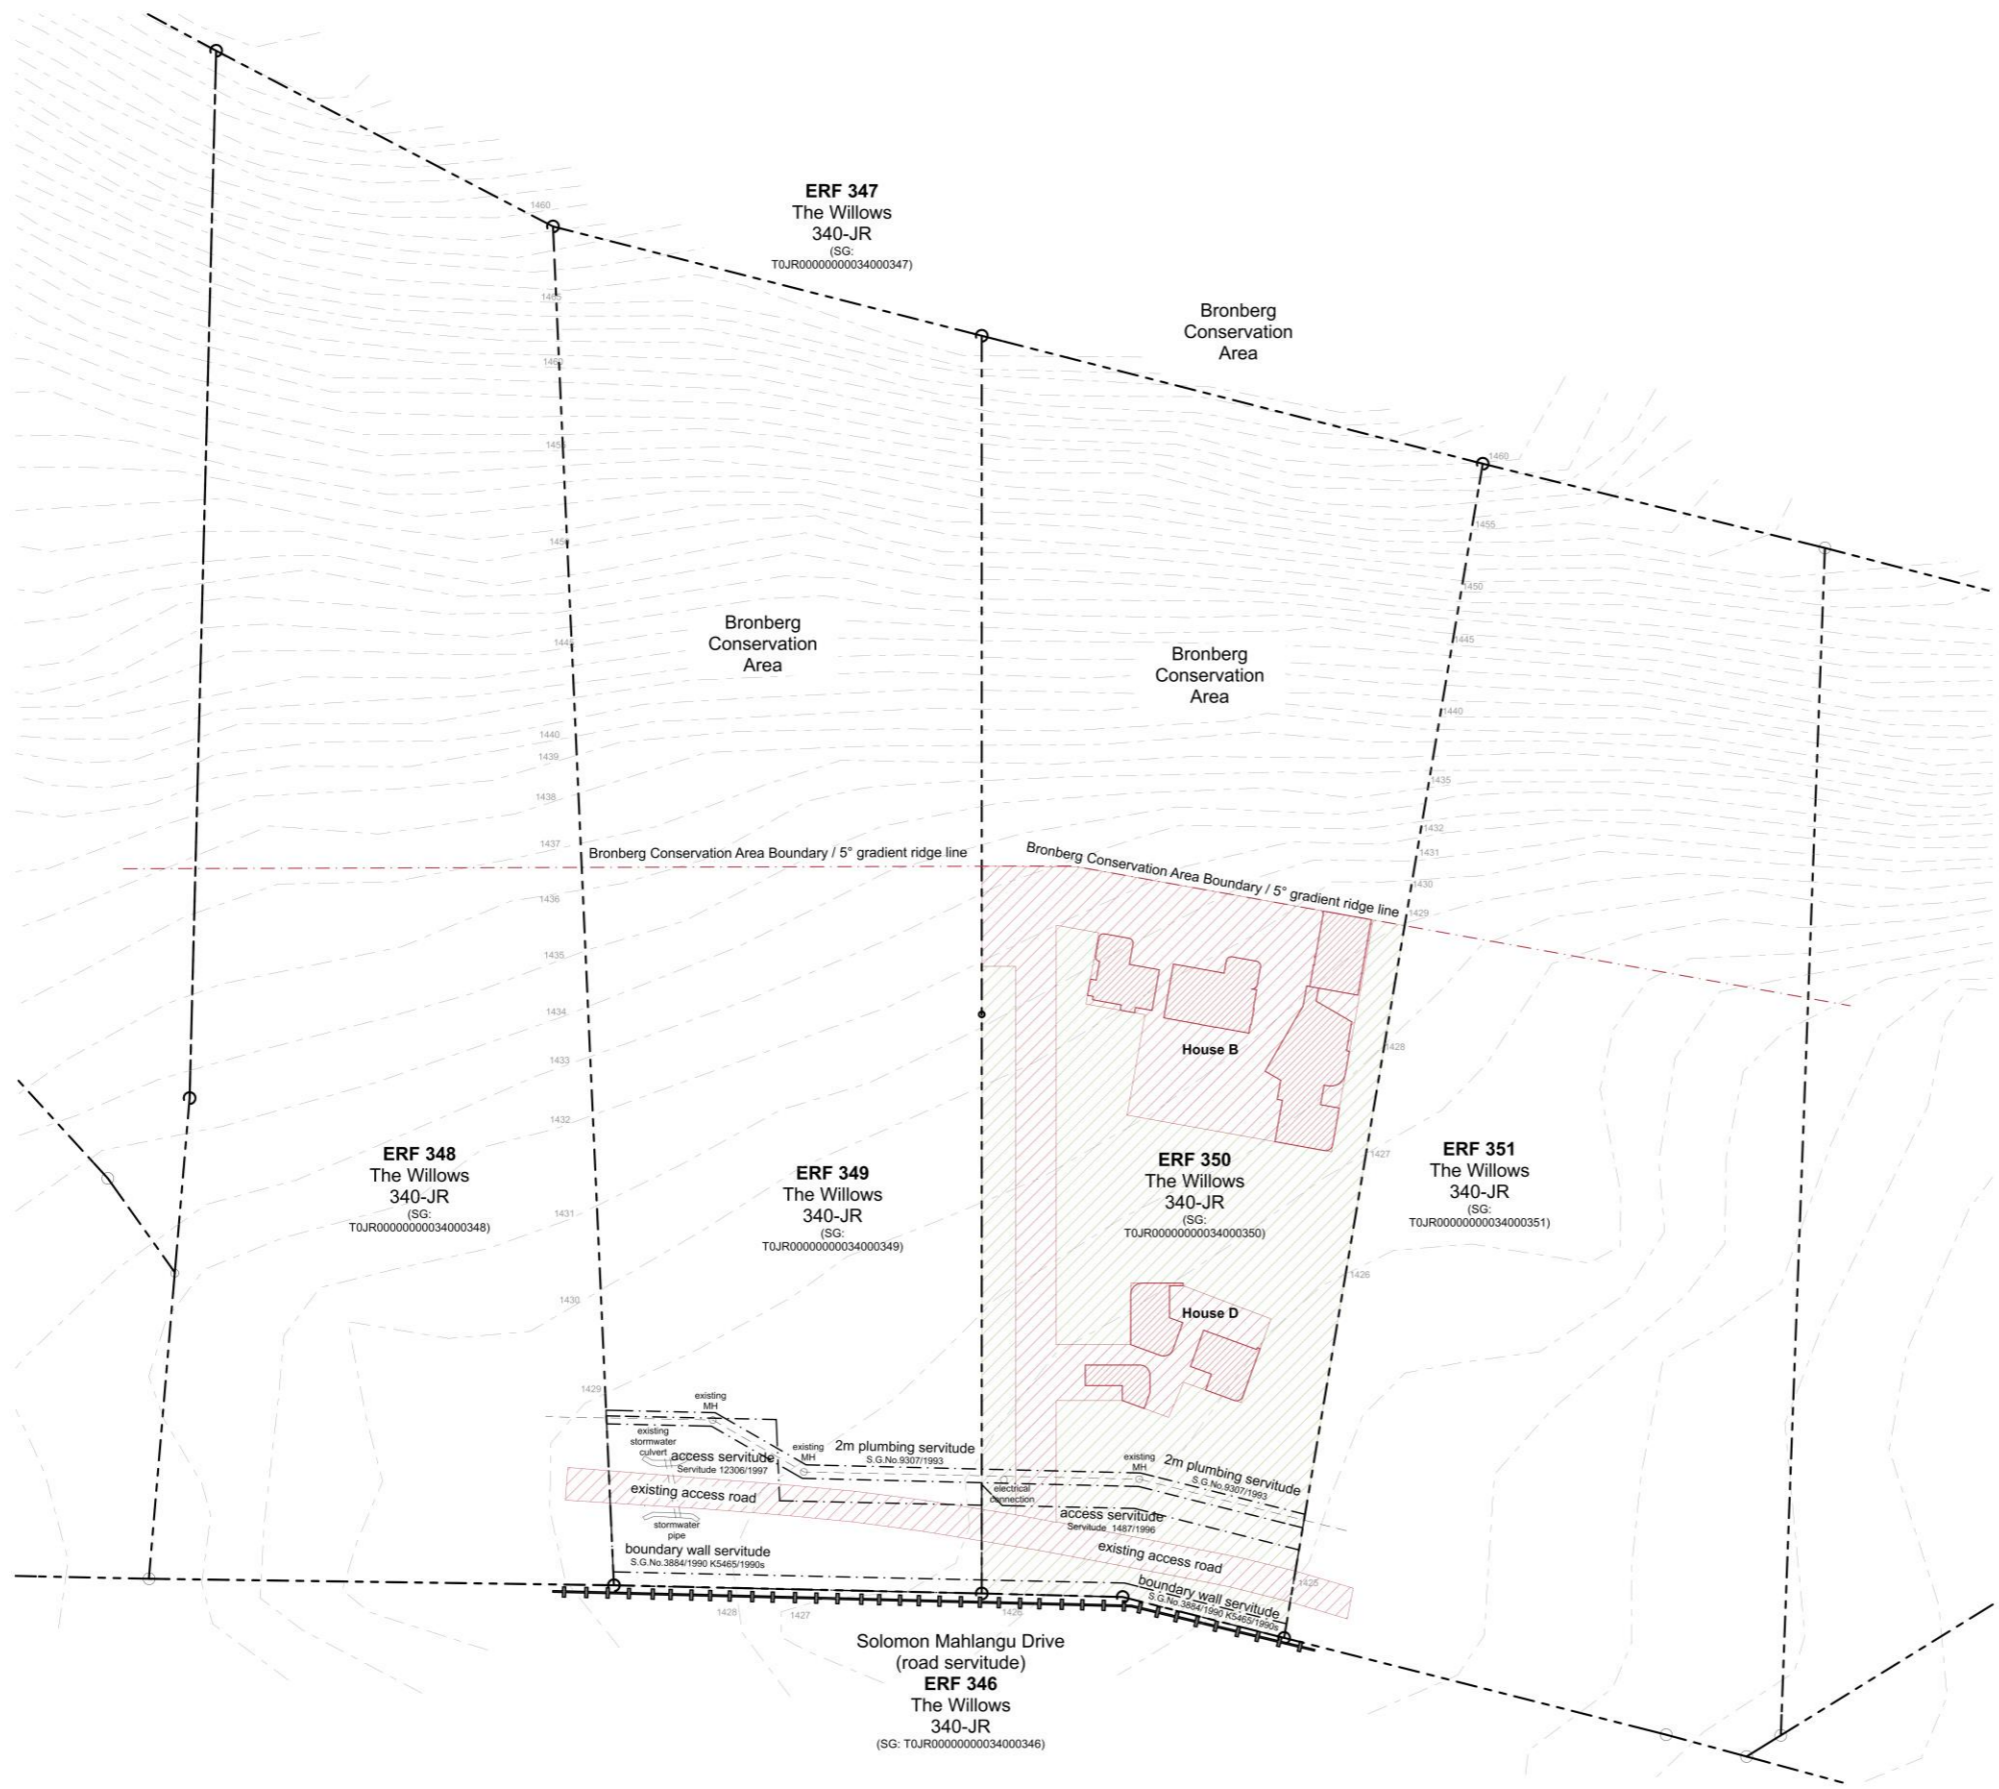 ERF 347
The Willows
340-JR
(SG:
T0JR00000000034000347)
Bronberg
Conservation
Area
1460
1465
1460
1455
1450
1445
1440
1439
1438
1437
1436
1435
1434
1433
1432
1431
1430
1429
1460
1455
1450
1445
1440
1435
1432
1431
1430
1429
1428
1427
1426
1425
Bronberg
Conservation
Area
Bronberg
Conservation
Area
Bronberg Conservation Area Boundary / 5° gradient ridge line
Bronberg Conservation Area Boundary / 5° gradient ridge line
House B
ERF 348
The Willows
340-JR
(SG:
T0JR00000000034000348)
ERF 349
The Willows
340-JR
(SG:
T0JR00000000034000349)
ERF 350
The Willows
340-JR
(SG:
T0JR00000000034000350)
ERF 351
The Willows
340-JR
(SG:
T0JR00000000034000351)
House D
existing
MH
existing
stormwater
culvert
access servitude
Servitude 12306/1997
existing
MH
2m plumbing servitude
S.G.No.9307/1993
existing
MH
2m plumbing servitude
S.G.No.9307/1993
electrical
connection
existing access road
access servitude
Servitude 1487/1996
stormwater
pipe
existing access road
boundary wall servitude
S.G.No.3884/1990 K5465/1990s
boundary wall servitude
S.G.No.3884/1990 K5465/1990s
1428
1427
1426
Solomon Mahlangu Drive
(road servitude)
ERF 346
The Willows
340-JR
(SG: T0JR00000000034000346)